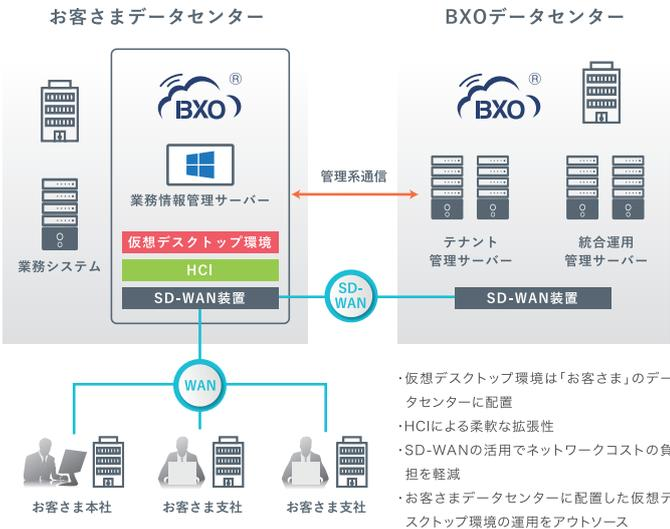 お客さまデータセンター
BXOデータセンター
BXO®
BXO®
業務情報管理サーバー
管理系通信
業務システム
仮想デスクトップ環境
HCI
SD-WAN装置
テナント
管理サーバー
統合運用
管理サーバー
SD-
WAN
SD-WAN装置
WAN
お客さま本社
お客さま支社
お客さま支社
・仮想デスクトップ環境は「お客さま」のデー
タセンターに配置
・HCIによる柔軟な拡張性
・SD-WANの活用でネットワークコストの負
担を軽減
・お客さまデータセンターに配置した仮想デ
スクトップ環境の運用をアウトソース